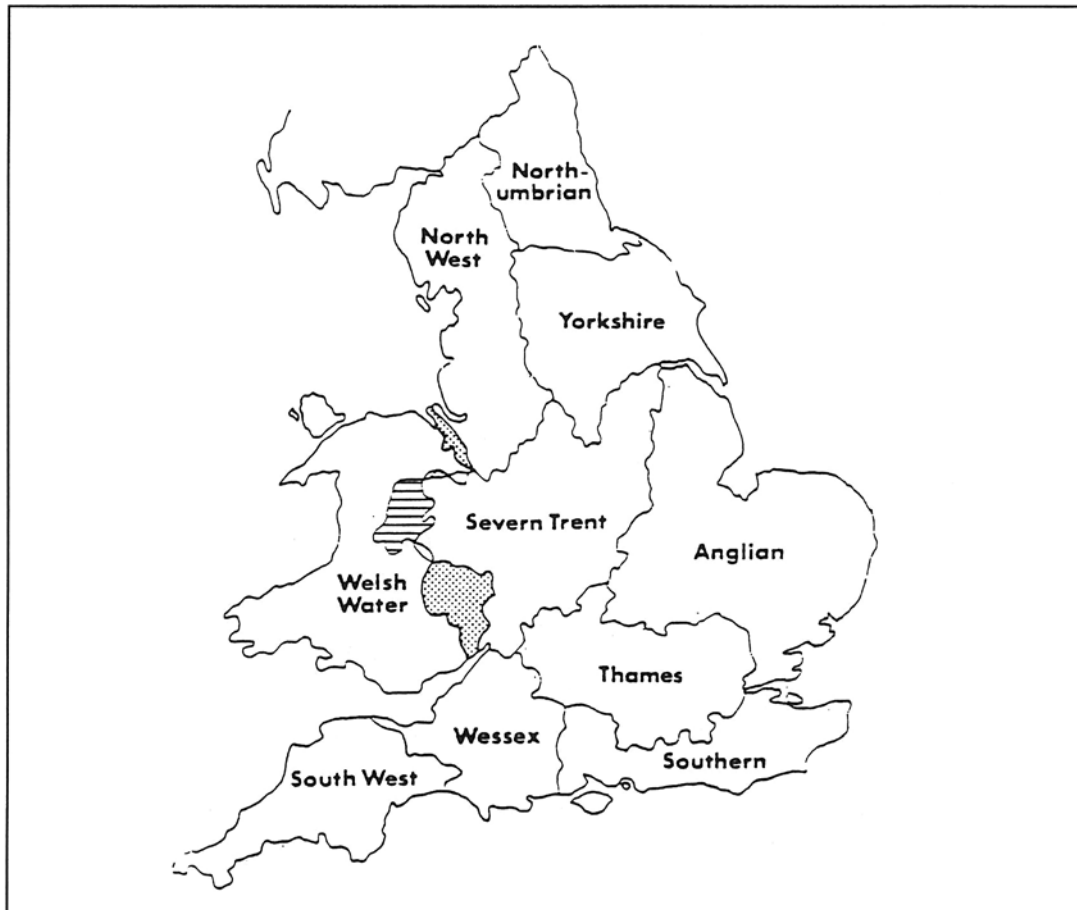 North-
umbrian
North
West
Yorkshire
Severn Trent
Anglian
Welsh
Water
Thames
Wessex
Southern
South West